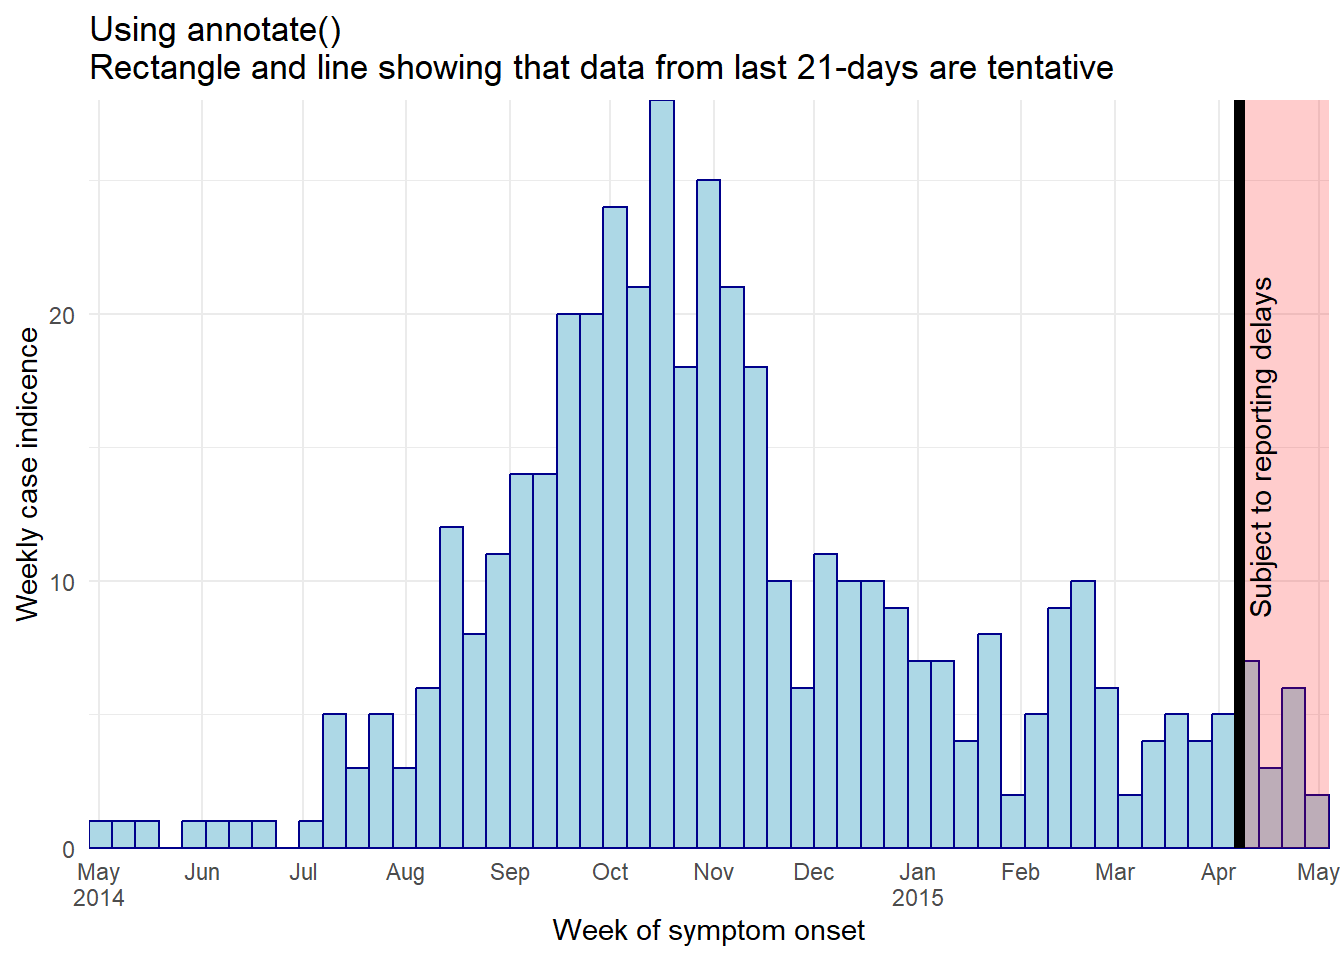 Using annotate()
Rectangle and line showing that data from last 21-days are tentative
Weekly case indicence
20
10
0
Subject to reporting delays
May Jun Jul Aug Sep Oct Nov Dec Jan Feb Mar Apr May
2014 2015
Week of symptom onset